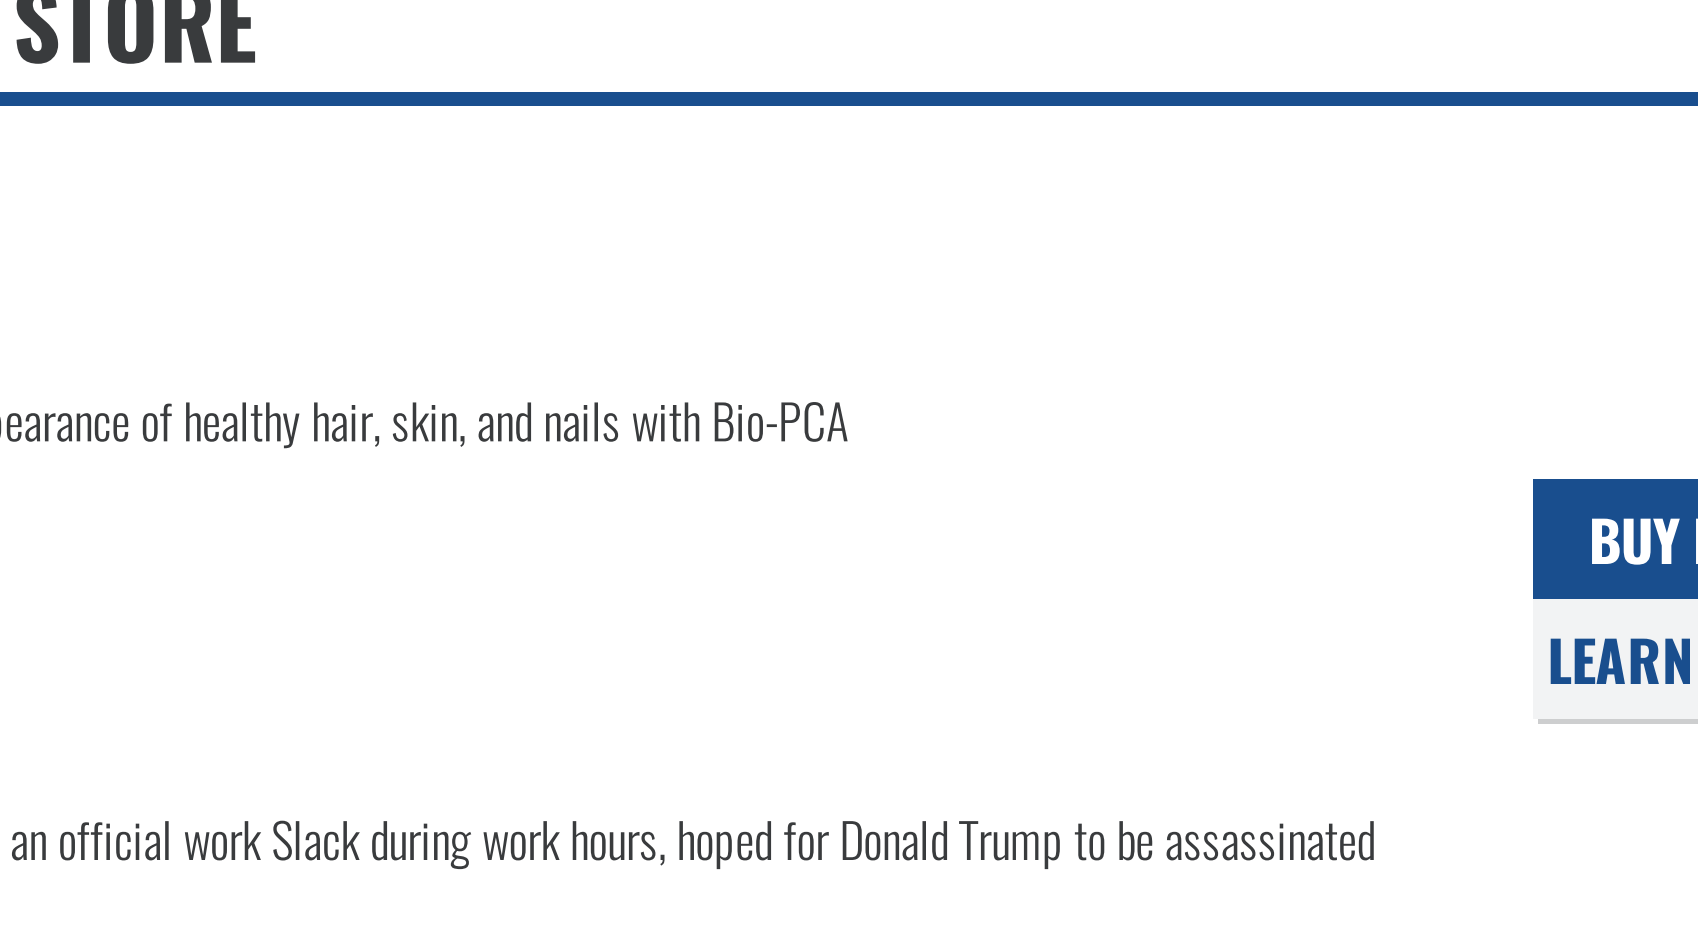 STORE
earance of healthy hair, skin, and nails with Bio-PCA
BUY
LEARN
an official work Slack during work hours, hoped for Donald Trump to be assassinated